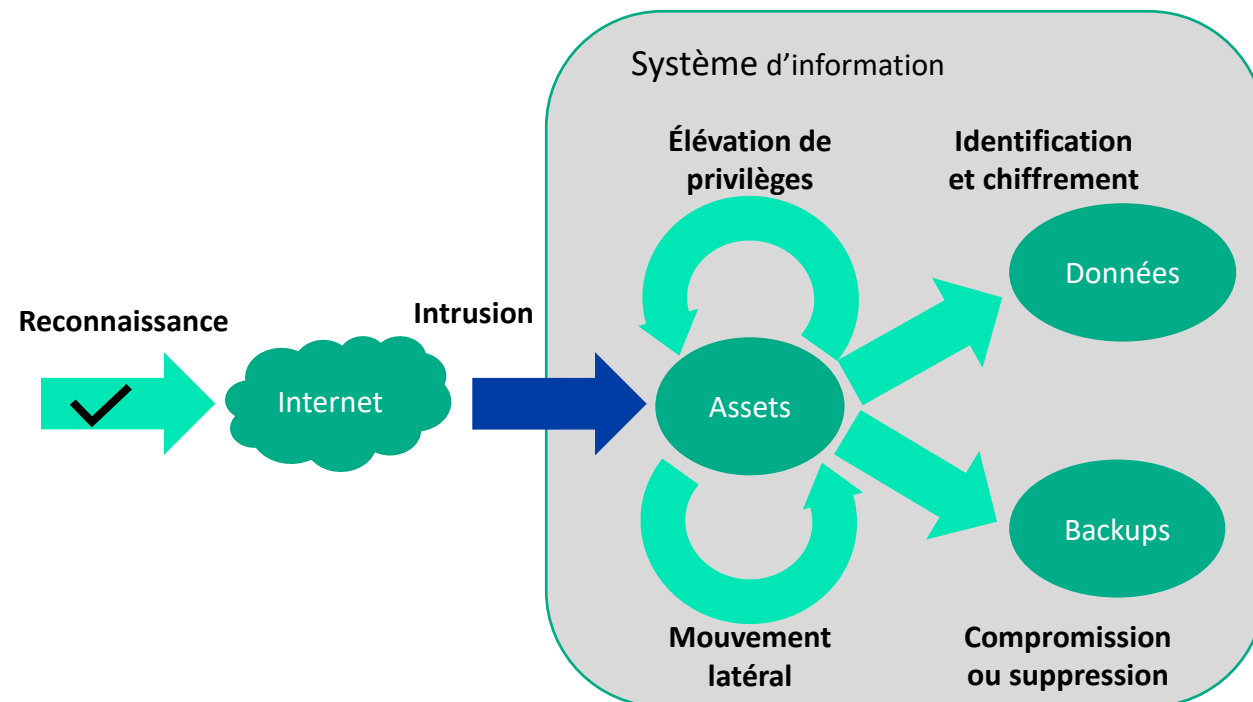 Système d’information
Élévation de
privilèges
Identification
et chiffrement
Données
Reconnaissance
Intrusion
Internet
Assets
Backups
Mouvement
latéral
Compromission
ou suppression